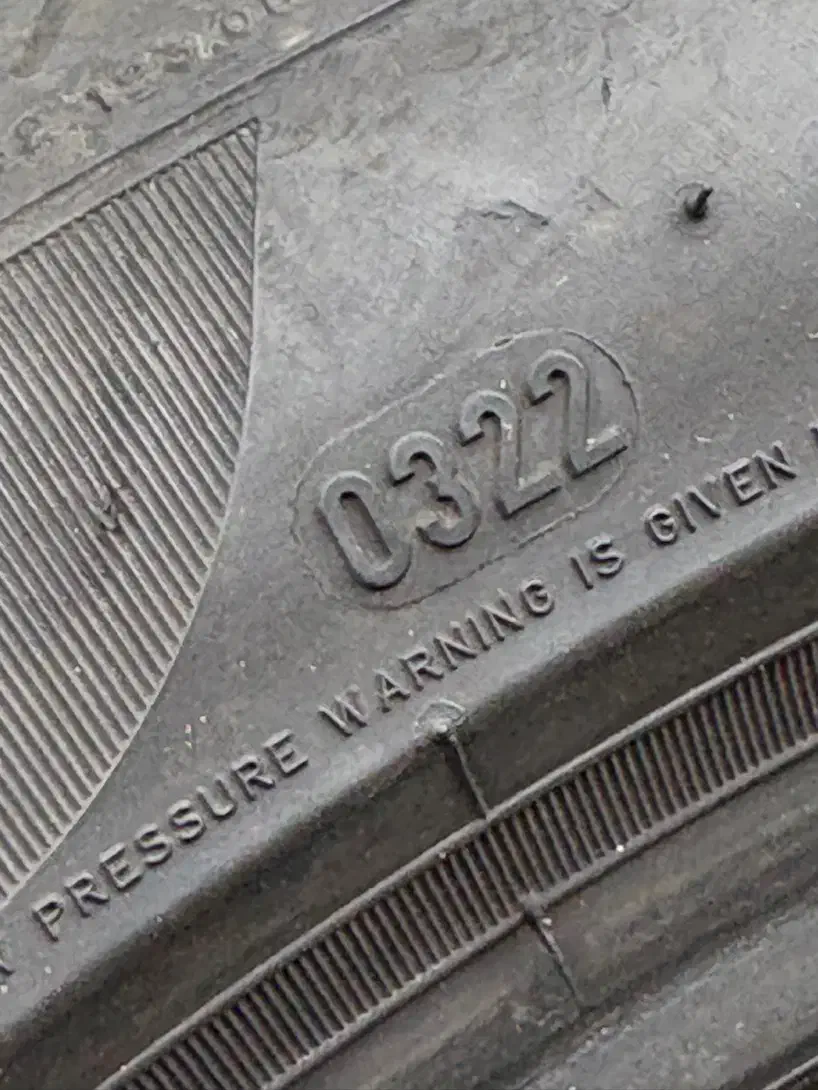 0322
PRESSURE WARNING IS GIVEN